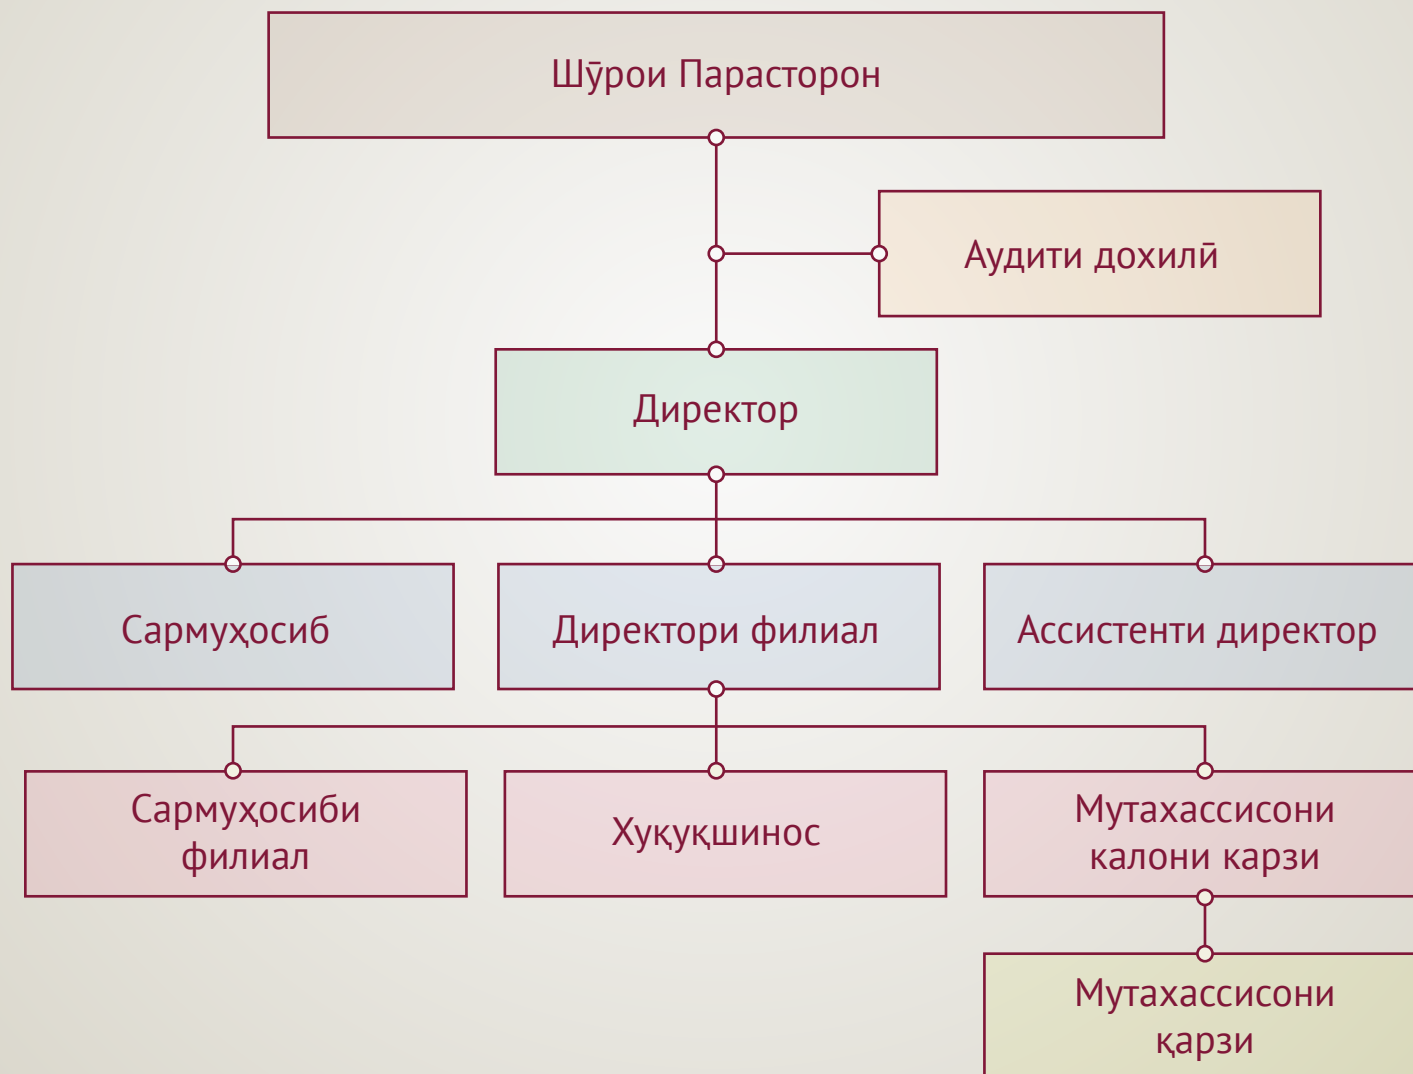 Шӯрои Парасторон
Аудити дохилӣ
Директор
Сармуҳосиб
Директори филиал
Ассистенти директор
Сармуҳосиби
филиал
Хуқуқшинос
Мутахассисони
калони карзи
Мутахассисони
қарзи